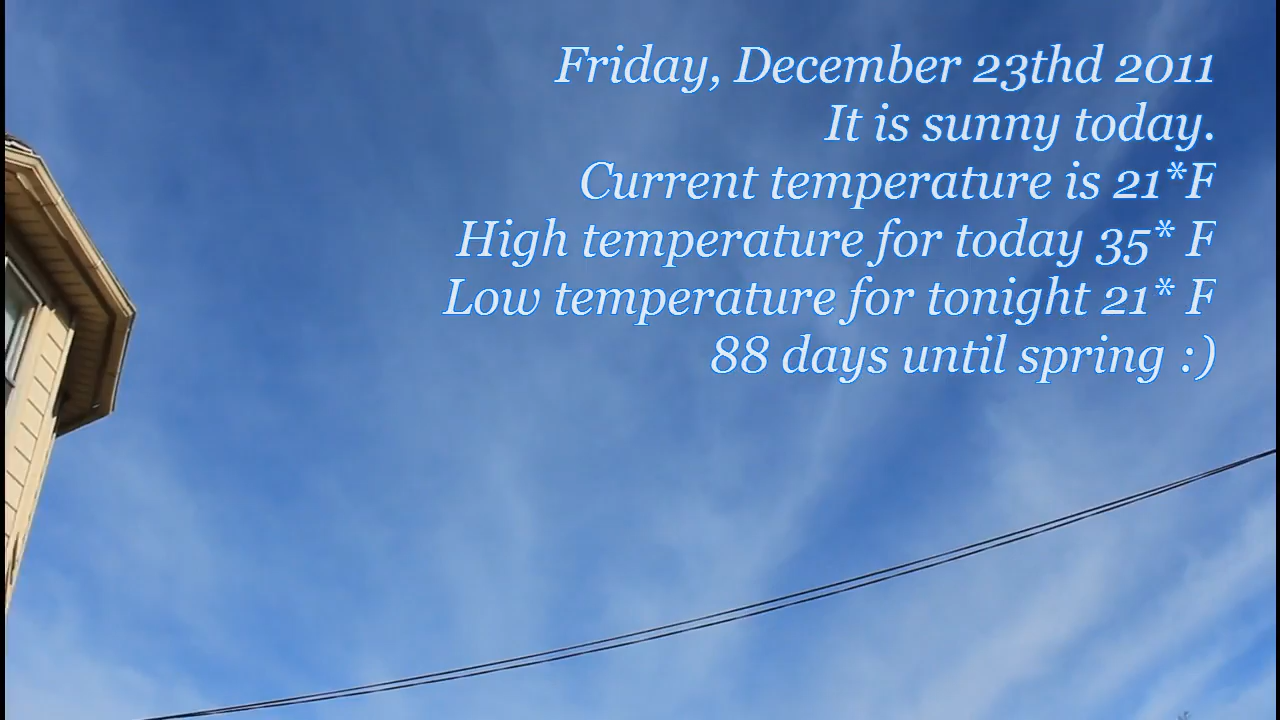 Friday, December 23thd 2011
It is sunny today.
Current temperature is 21*F
High temperature for today 35* F
Low temperature for tonight 21* F
88 days until spring :)